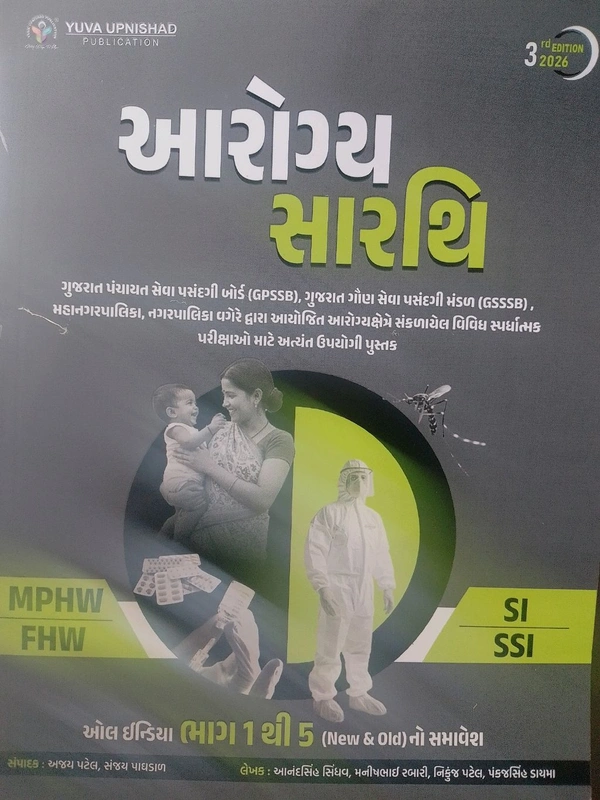 YUVA UPNISHAD
PUBLICATION
3rd EDITION
2026
આરોગ્ય
સારથિ
ગુજરાત પંચાયત સેવા પસંદગી બોર્ડ (GPSSB), ગુજરાત ગૌણ સેવા પસંદગી મંડળ (GSSSB) ,
મહાનગરપાલિકા, નગરપાલિકા વગેરે દ્વારા આયોજિત આરોગ્યક્ષેત્રે સંકળાયેલ વિવિધ સ્પર્ધાત્મક
પરીક્ષાઓ માટે અત્યંત ઉપયોગી પુસ્તક
MPHW
FHW
SI
SSI
ઓલ ઈન્ડિયા ભાગ 1 થી 5 (New & Old) નો સમાવેશ
સંપાદક : અજય પટેલ, સંજય પાઘડાળ
લેખક : આનંદસિંહ સિંધવ, મનીષભાઈ રબારી, નિકુંજ પટેલ, પંકજસિંહ ડાયમા